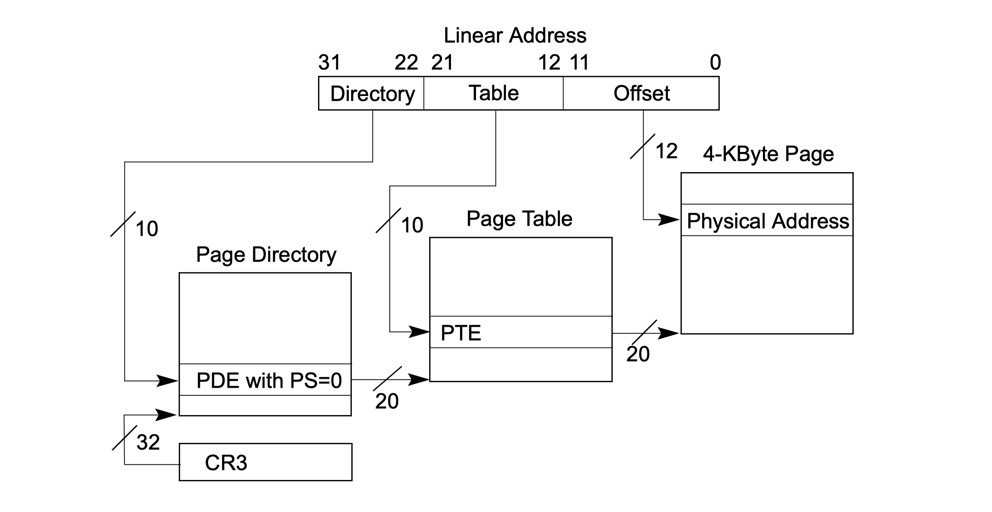 Linear Address
31 22 21 12 11 0
Directory Table Offset
12
4-KByte Page
Physical Address
10
10
Page Table
Page Directory
PTE
20
PDE with PS=0
20
32
CR3